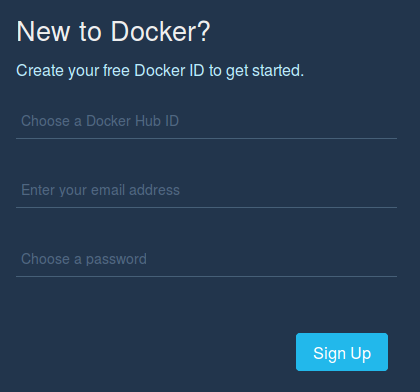 New to Docker?
Create your free Docker ID to get started.
Choose a Docker Hub ID
Enter your email address
Choose a password
Sign Up